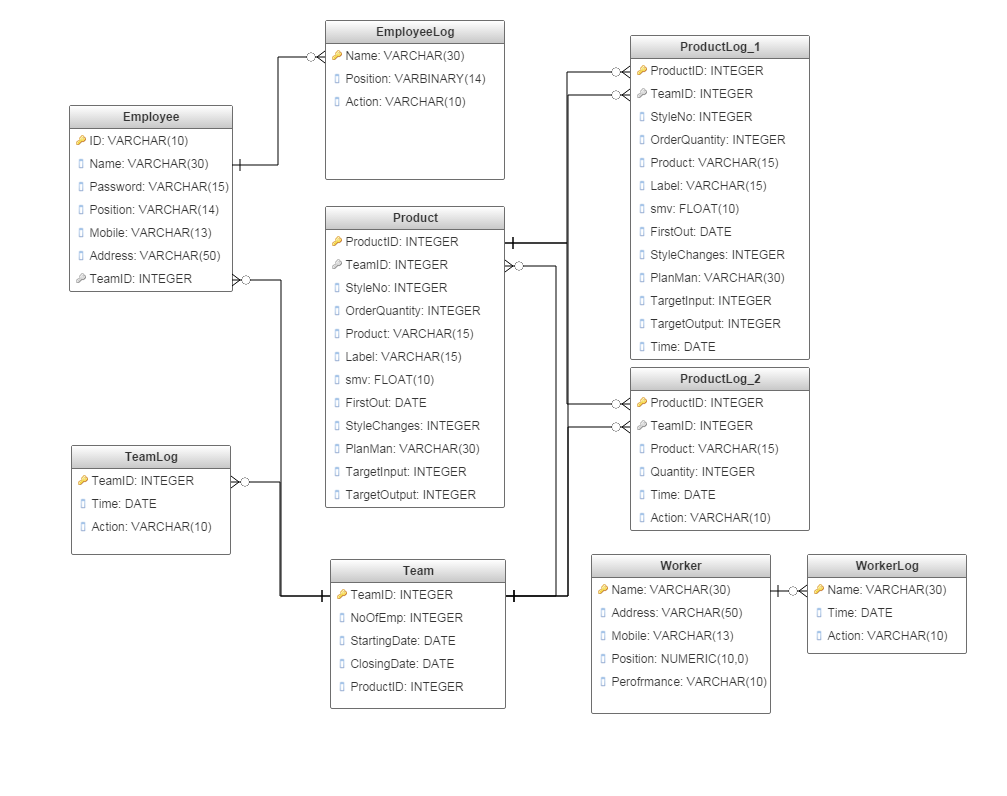 EmployeeLog
Name: VARCHAR(30)
Position: VARBINARY(14)
Action: VARCHAR(10)
ProductLog_1
ProductID: INTEGER
TeamID: INTEGER
StyleNo: INTEGER
OrderQuantity: INTEGER
Product: VARCHAR(15)
Label: VARCHAR(15)
smv: FLOAT(10)
FirstOut: DATE
StyleChanges: INTEGER
PlanMan: VARCHAR(30)
TargetInput: INTEGER
TargetOutput: INTEGER
Time: DATE
Employee
ID: VARCHAR(10)
Name: VARCHAR(30)
Password: VARCHAR(15)
Position: VARCHAR(14)
Mobile: VARCHAR(13)
Address: VARCHAR(50)
TeamID: INTEGER
Product
ProductID: INTEGER
TeamID: INTEGER
StyleNo: INTEGER
OrderQuantity: INTEGER
Product: VARCHAR(15)
Label: VARCHAR(15)
smv: FLOAT(10)
FirstOut: DATE
StyleChanges: INTEGER
PlanMan: VARCHAR(30)
TargetInput: INTEGER
TargetOutput: INTEGER
ProductLog_2
ProductID: INTEGER
TeamID: INTEGER
Product: VARCHAR(15)
Quantity: INTEGER
Time: DATE
Action: VARCHAR(10)
TeamLog
TeamID: INTEGER
Time: DATE
Action: VARCHAR(10)
Team
TeamID: INTEGER
NoOfEmp: INTEGER
StartingDate: DATE
ClosingDate: DATE
ProductID: INTEGER
Worker
Name: VARCHAR(30)
Address: VARCHAR(50)
Mobile: VARCHAR(13)
Position: NUMERIC(10,0)
Perofrmance: VARCHAR(10)
WorkerLog
Name: VARCHAR(30)
Time: DATE
Action: VARCHAR(10)